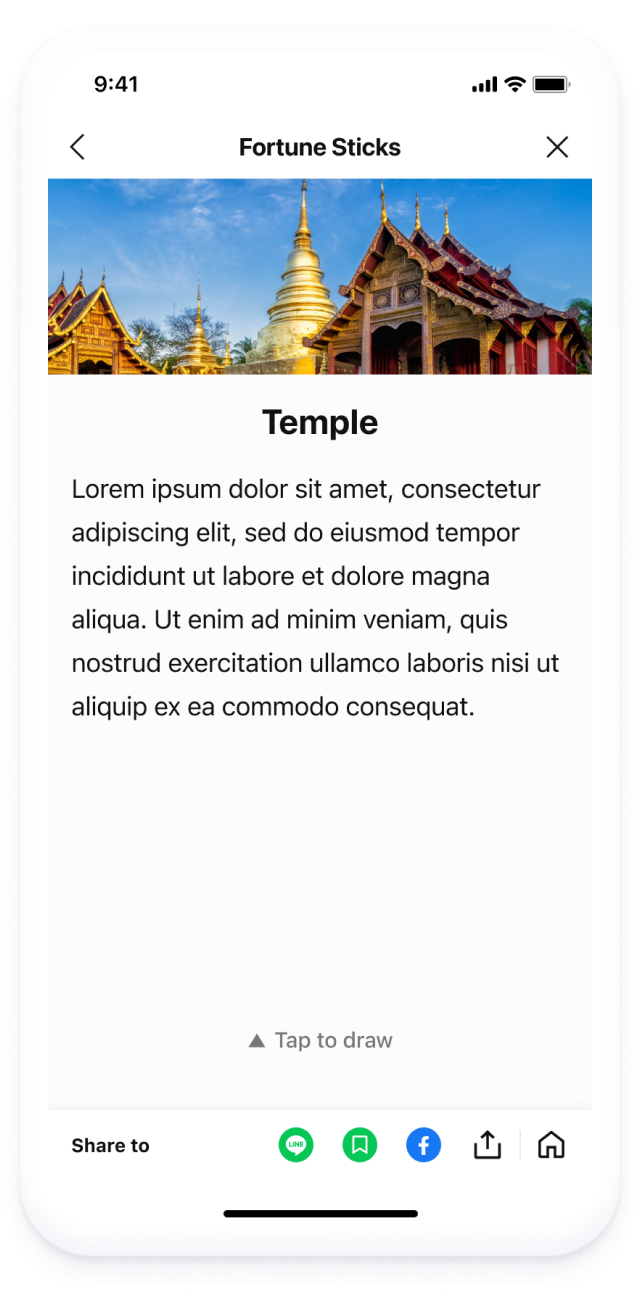 9:41
Fortune Sticks
Temple
Lorem ipsum dolor sit amet, consectetur
adipiscing elit, sed do eiusmod tempor
incididunt ut labore et dolore magna
aliqua. Ut enim ad minim veniam, quis
nostrud exercitation ullamco laboris nisi ut
aliquip ex ea commodo consequat.
▲ Tap to draw
Share to LINE